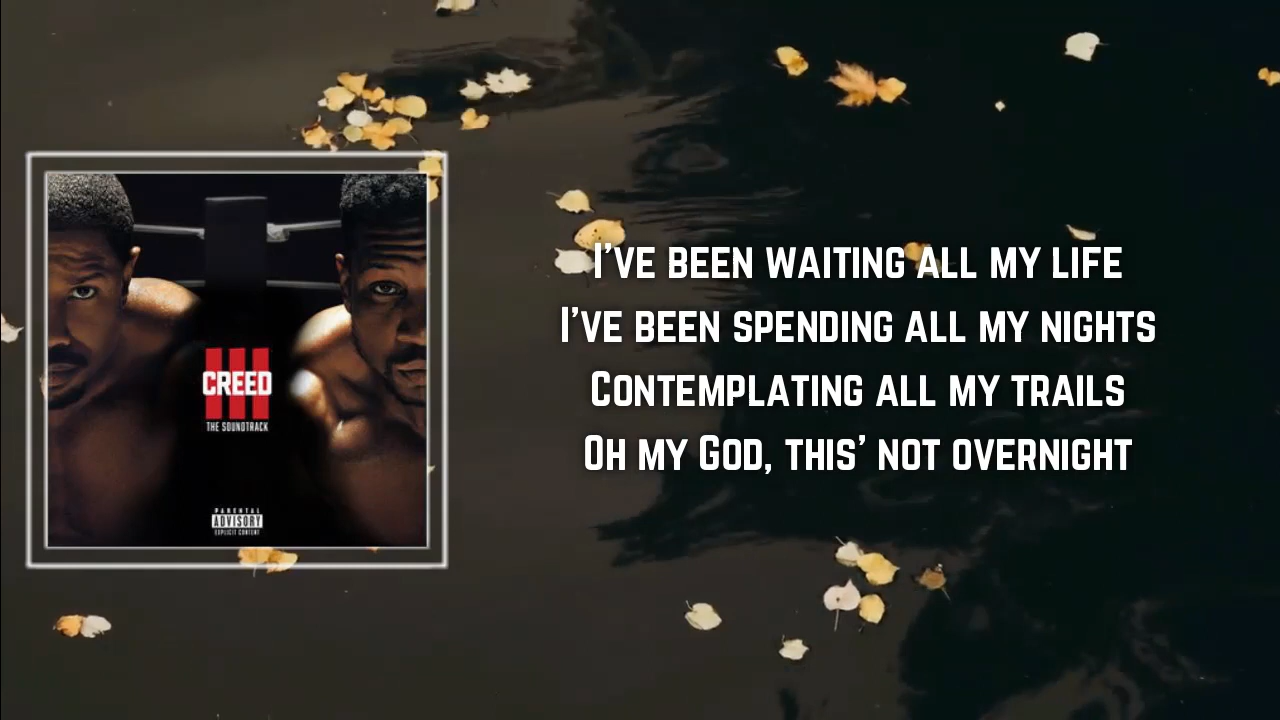 CREED
III
THE SOUNDTRACK
PARENTAL
ADVISORY
EXPLICIT CONTENT
I'VE BEEN WAITING ALL MY LIFE
I'VE BEEN SPENDING ALL MY NIGHTS
CONTEMPLATING ALL MY TRAILS
OH MY GOD, THIS' NOT OVERNIGHT